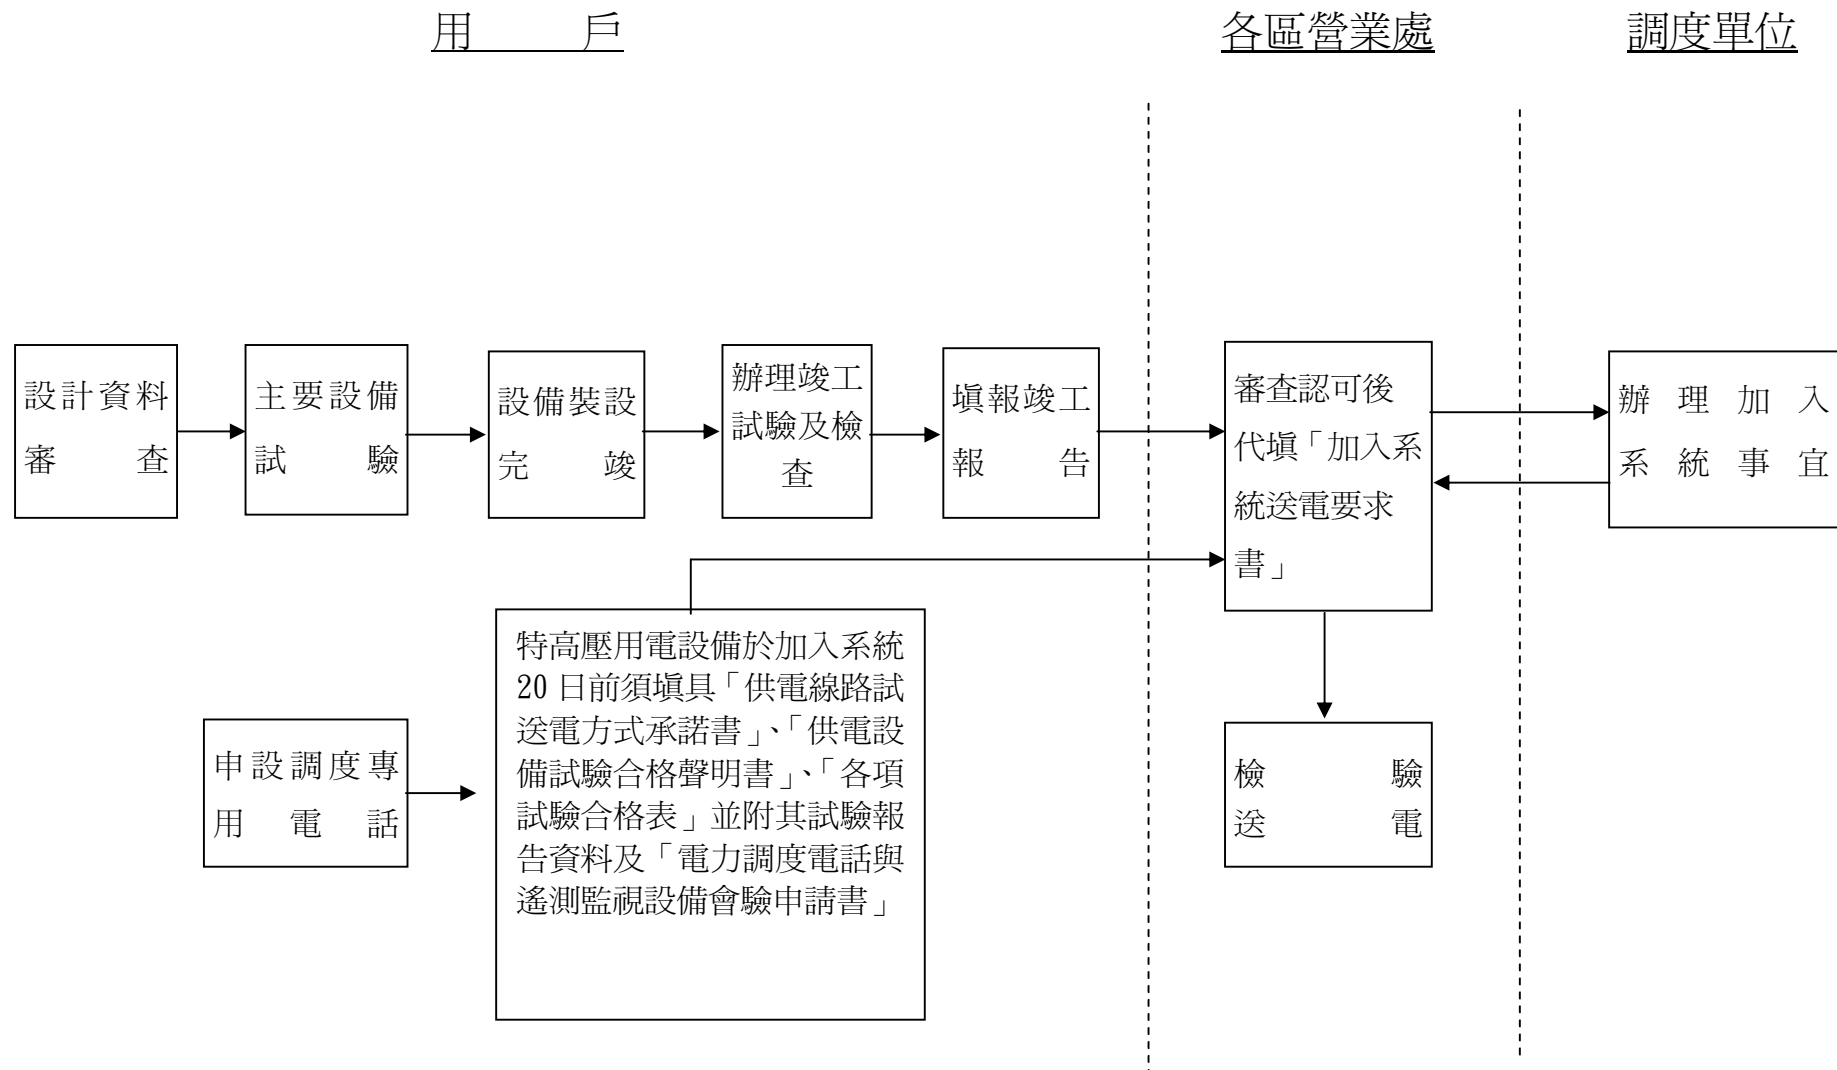 用 戶
各區營業處
調度單位
設計資料
審查
主要設備
試驗
設備裝設
完竣
辦理竣工
試驗及檢
查
填報竣工
報告
審查認可後
代填「加入系
統送電要求
書」
辦理加入
系統事宜
申設調度專
用電話
特高壓用電設備於加入系統
20日前須填具「供電線路試
送電方式承諾書」、「供電設
備試驗合格聲明書」、「各項
試驗合格表」並附其試驗報
告資料及「電力調度電話與
遙測監視設備會驗申請書」
檢驗
送電